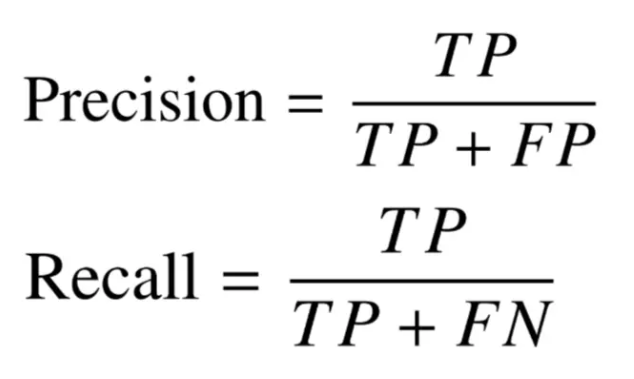 Precision = TP / TP + FP
Recall = TP / TP + FN